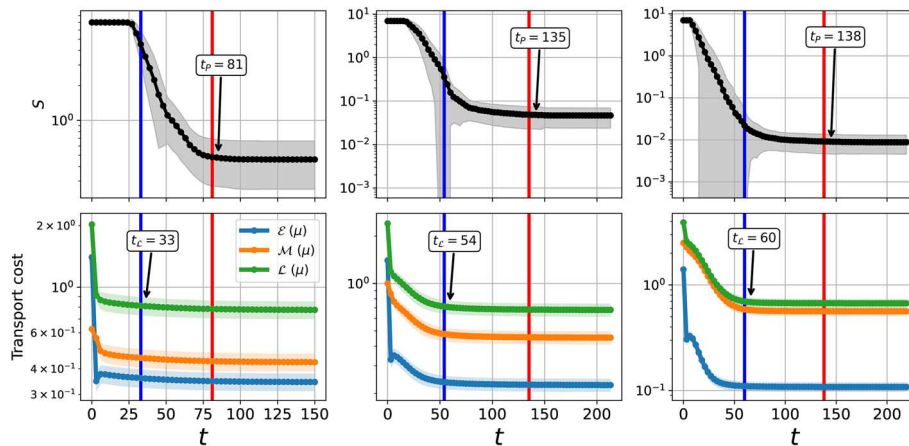 10⁰
S
t_P = 81
10¹
10⁰
10⁻¹
10⁻²
10⁻³
t_P = 135
10¹
10⁰
10⁻¹
10⁻²
10⁻³
t_P = 138
Transport cost
2 × 10⁰
10⁰
6 × 10⁻¹
4 × 10⁻¹
3 × 10⁻¹
t_ℒ = 33
ℰ (μ)
ℳ (μ)
ℒ (μ)
0 25 50 75 100 125 150
t
10⁰
t_ℒ = 54
0 50 100 150 200
t
10⁰
10⁻¹
t_ℒ = 60
0 50 100 150 200
t